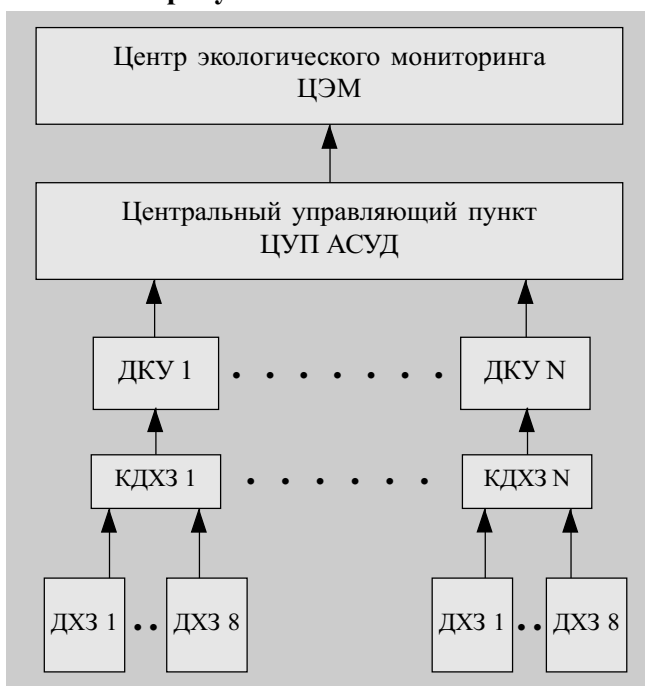 Центр экологического мониторинга
ЦЭМ
Центральный управляющий пункт
ЦУП АСУД
ДКУ 1 . . . . . . . ДКУ N
КДХЗ 1 . . . . . . КДХЗ N
ДХЗ 1 .. ДХЗ 8 ДХЗ 1 .. ДХЗ 8